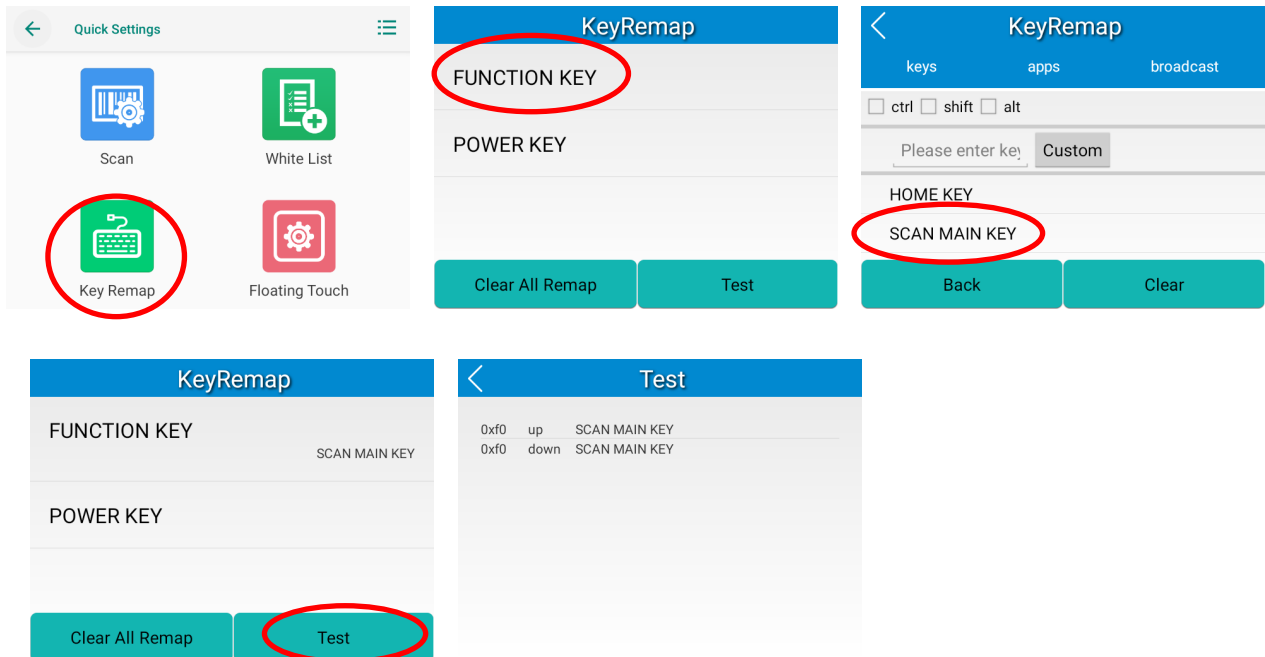 Quick Settings
Scan
White List
Key Remap
Floating Touch
KeyRemap
FUNCTION KEY
POWER KEY
Clear All Remap Test
KeyRemap
keys apps broadcast
ctrl shift alt
Please enter key Custom
HOME KEY
SCAN MAIN KEY
Back Clear
KeyRemap
FUNCTION KEY
SCAN MAIN KEY
POWER KEY
Clear All Remap Test
Test
0xf0 up SCAN MAIN KEY
0xf0 down SCAN MAIN KEY